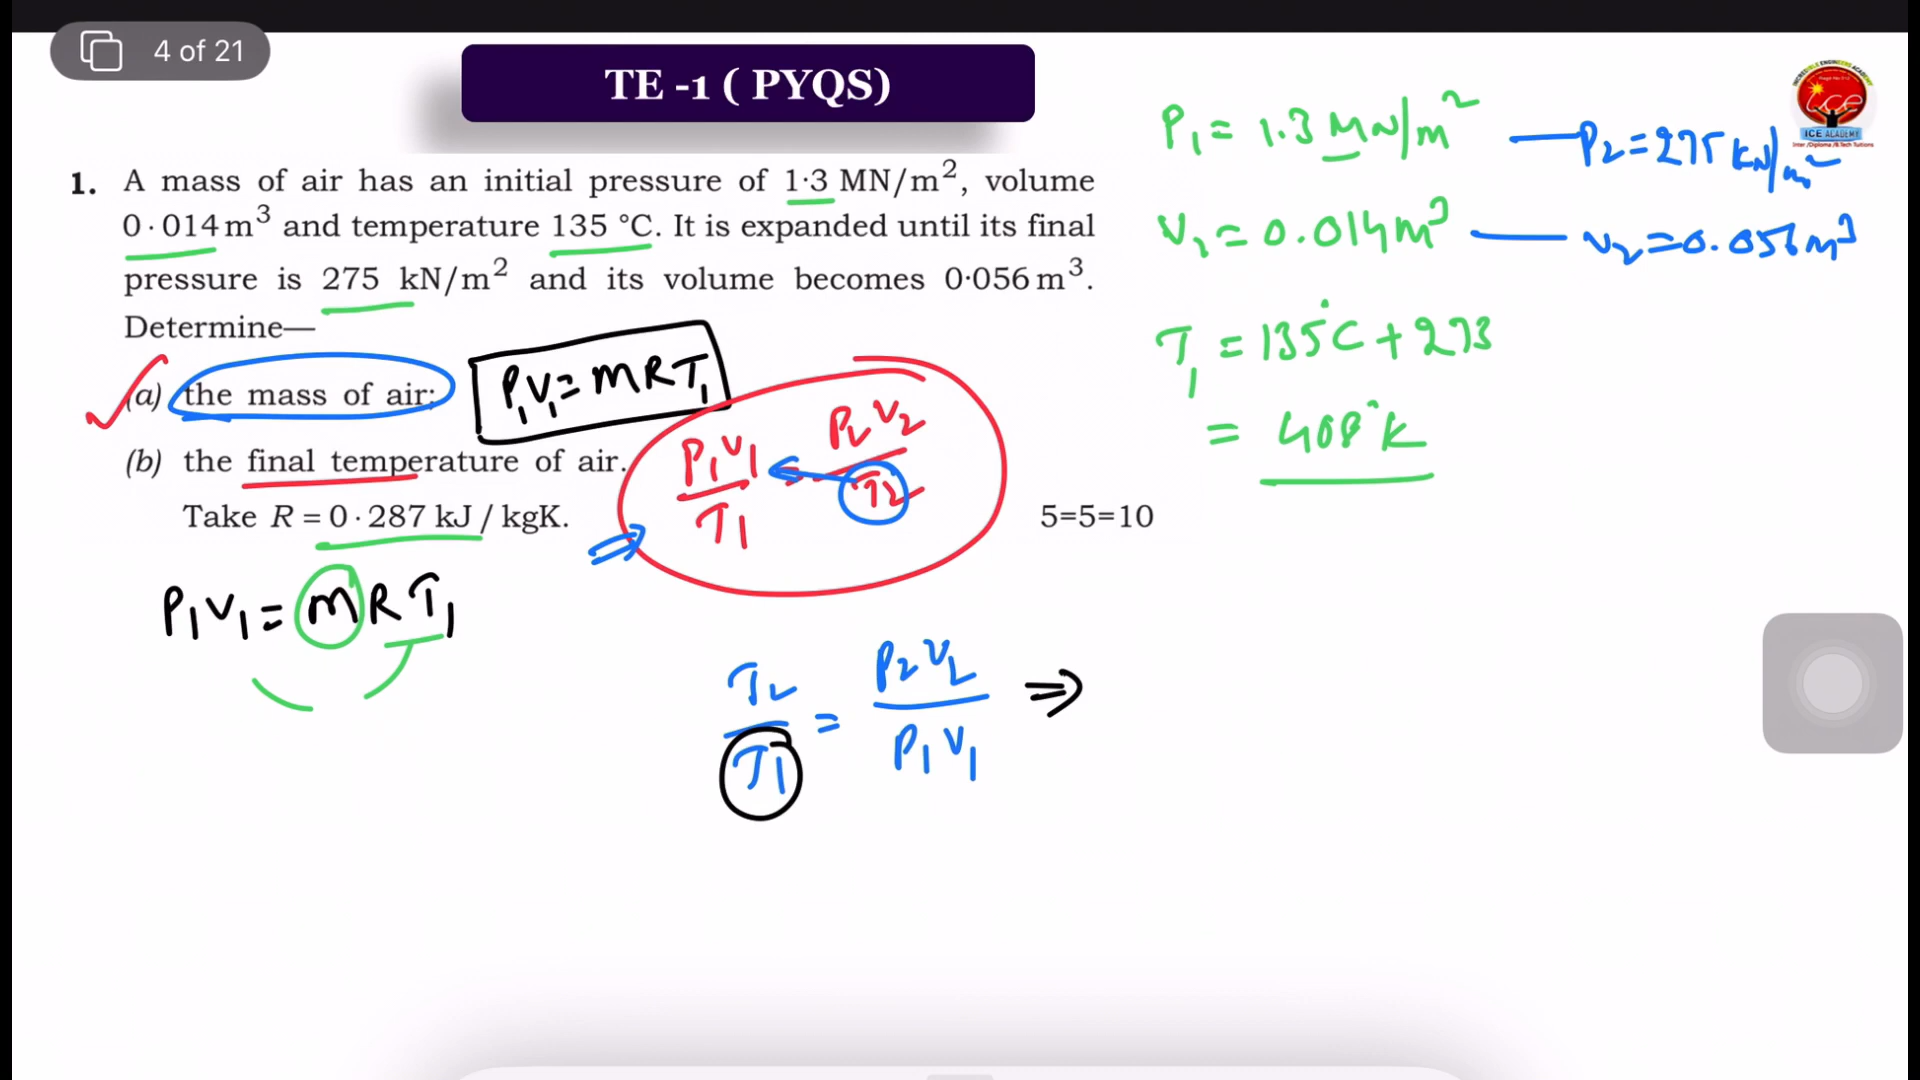 4 of 21
TE -1 ( PYQS)
1. A mass of air has an initial pressure of 1·3 MN/m², volume
0·014 m³ and temperature 135 °C. It is expanded until its final
pressure is 275 kN/m² and its volume becomes 0·056 m³.
Determine—
(a) the mass of air;
P₁V₁ = mRT₁
(b) the final temperature of air.
Take R = 0·287 kJ / kgK.
5=5=10
P₁V₁/T₁ = P₂V₂/T₂
P₁V₁ = mRT₁
T₂/T₁ = P₂V₂/P₁V₁ ⇒
P₁ = 1.3 MN/m² — P₂ = 275 kN/m²
V₁ = 0.014m³ — V₂ = 0.056m³
T₁ = 135°C + 273
= 408°K
ICE ACADEMY
Inter /Diploma /B.Tech Tuitions